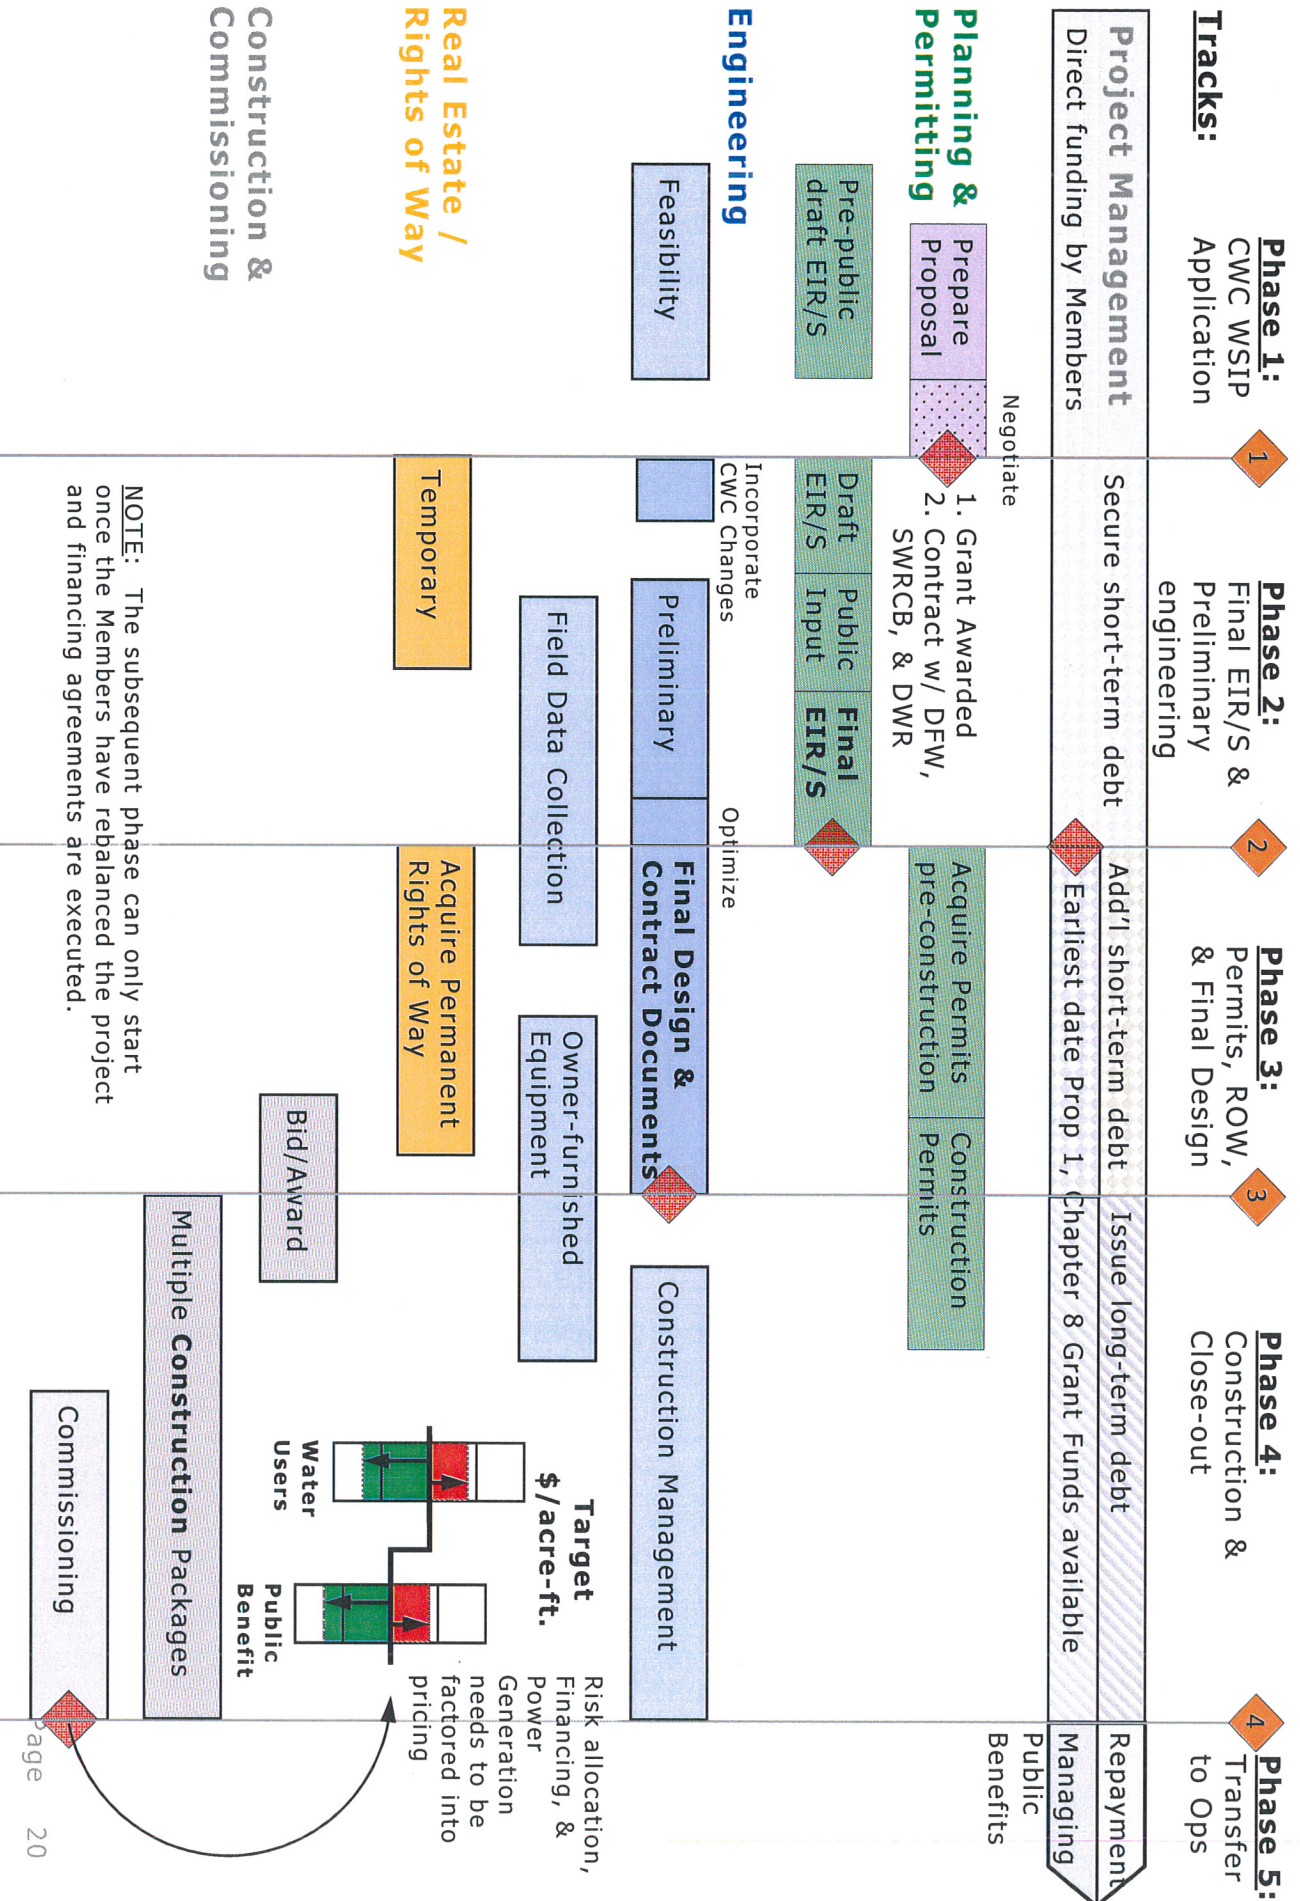 Tracks:
Phase 1:
CWC WSIP
Application
1
Phase 2:
Final EIR/S &
Preliminary
engineering
2
Phase 3:
Permits, ROW,
& Final Design
3
Phase 4:
Construction &
Close-out
4
Phase 5:
Transfer
to Ops
Project Management
Direct funding by Members
Secure short-term debt
Add'l short-term debt
Issue long-term debt
Repayment
Earliest date Prop 1, Chapter 8 Grant Funds available
Managing
Public
Benefits
Planning &
Permitting
Prepare
Proposal
Negotiate
1. Grant Awarded
2. Contract w/ DFW,
SWRCB, & DWR
Acquire Permits
pre-construction
Construction
Permits
Pre-public
draft EIR/S
Draft
EIR/S
Public
Input
Final
EIR/S
Engineering
Incorporate
CWC Changes
Optimize
Feasibility
Preliminary
Final Design &
Contract Documents
Construction Management
Field Data Collection
Owner-furnished
Equipment
Real Estate /
Rights of Way
Temporary
Acquire Permanent
Rights of Way
Target
$/acre-ft.
Water
Users
Public
Benefit
Risk allocation,
Financing, &
Power
Generation
needs to be
factored into
pricing
Construction &
Commissioning
Bid/Award
Multiple Construction Packages
Commissioning
NOTE: The subsequent phase can only start
once the Members have rebalanced the project
and financing agreements are executed.
Page 20